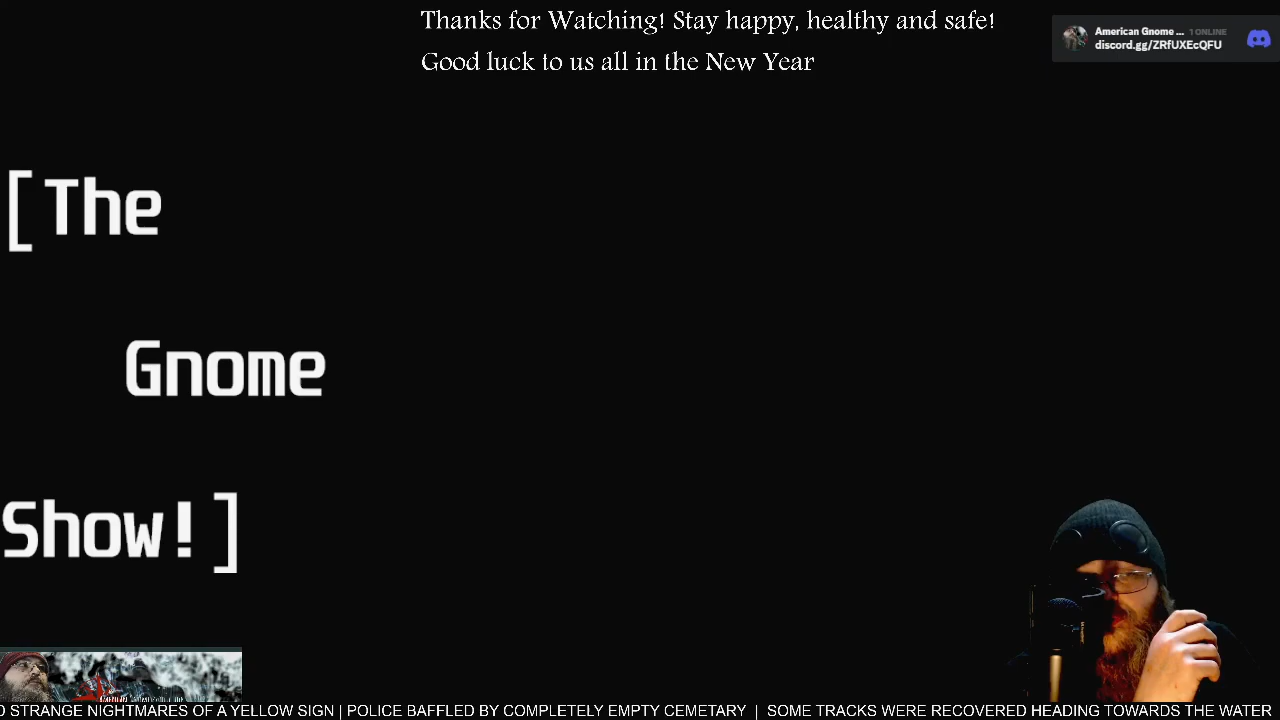 Thanks for Watching! Stay happy, healthy and safe!
Good luck to us all in the New Year
American Gnome ... 1 ONLINE
discord.gg/ZRfUXEcQFU
[The
Gnome
Show!]
O STRANGE NIGHTMARES OF A YELLOW SIGN | POLICE BAFFLED BY COMPLETELY EMPTY CEMETARY | SOME TRACKS WERE RECOVERED HEADING TOWARDS THE WATER